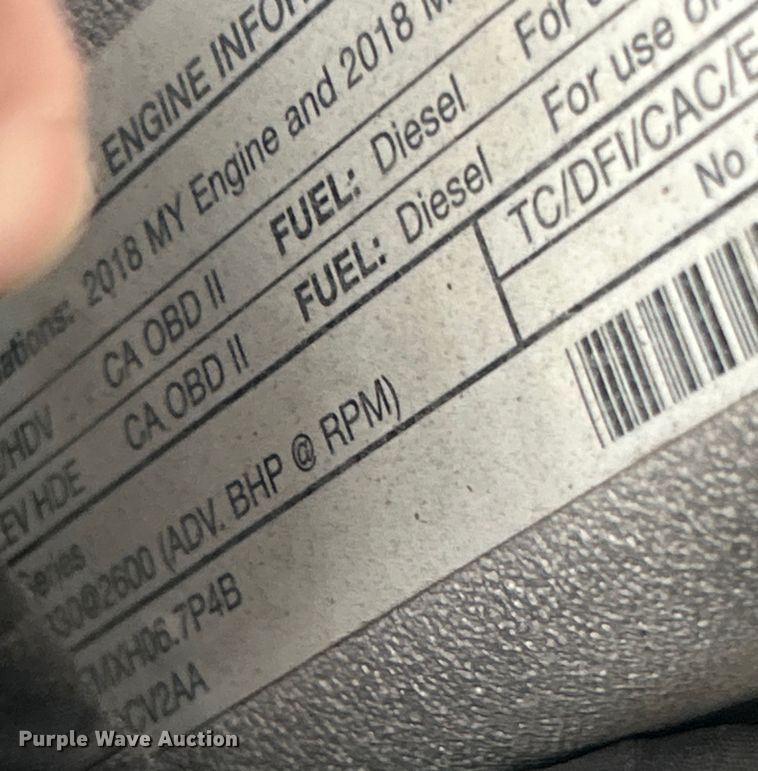 ENGINE INFOR
ations: 2018 MY Engine and 2018 M
/HDV CA OBD II FUEL: Diesel For
EV HDE CA OBD II FUEL: Diesel For use on
Series TC/DFI/CAC/E
330@2600 (ADV. BHP @ RPM) No
MXH06.7P4B
CV2AA
Purple Wave Auction